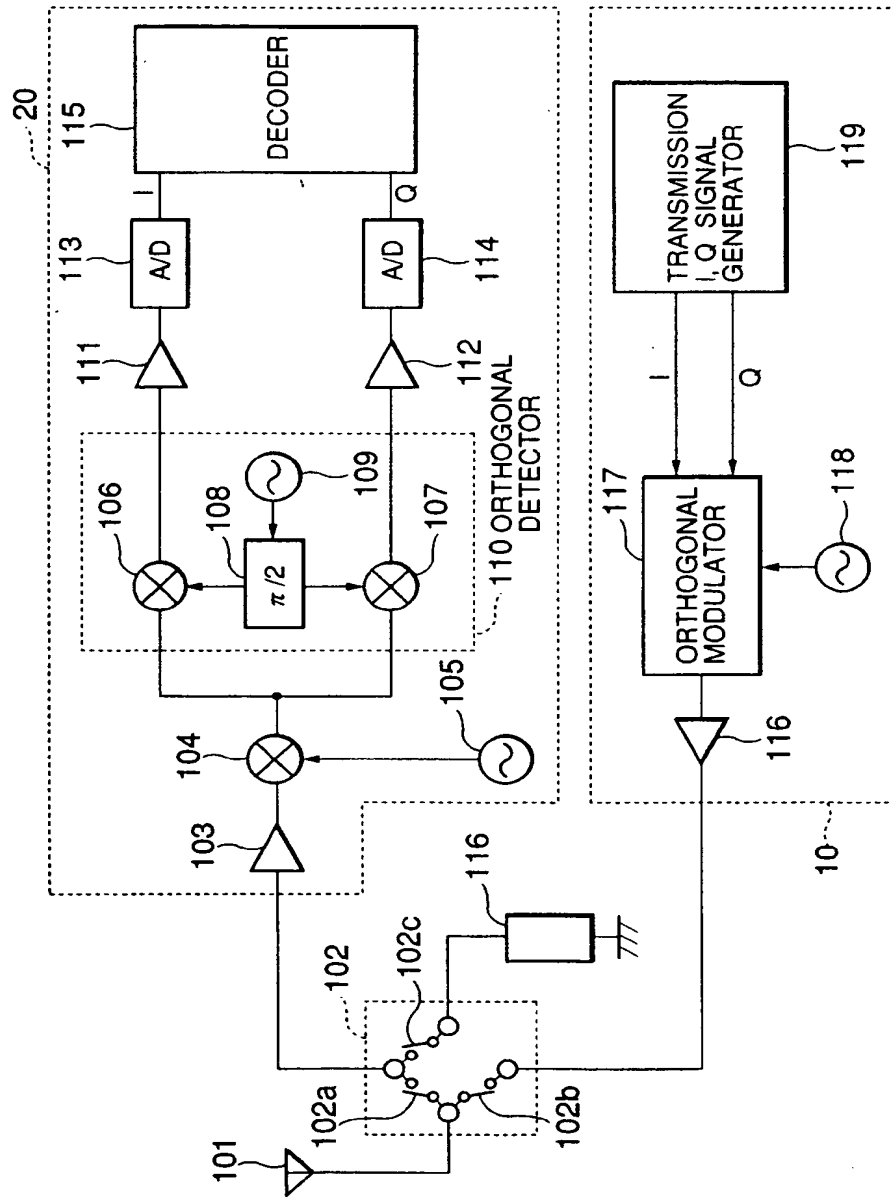 20
115
DECODER
I
Q
113
A/D
A/D
114
111
112
106
108
π/2
109
107
110 ORTHOGONAL
DETECTOR
104
105
103
101
102
102a
102b
102c
116
TRANSMISSION
I, Q SIGNAL
GENERATOR
119
I
Q
117
ORTHOGONAL
MODULATOR
118
116
10